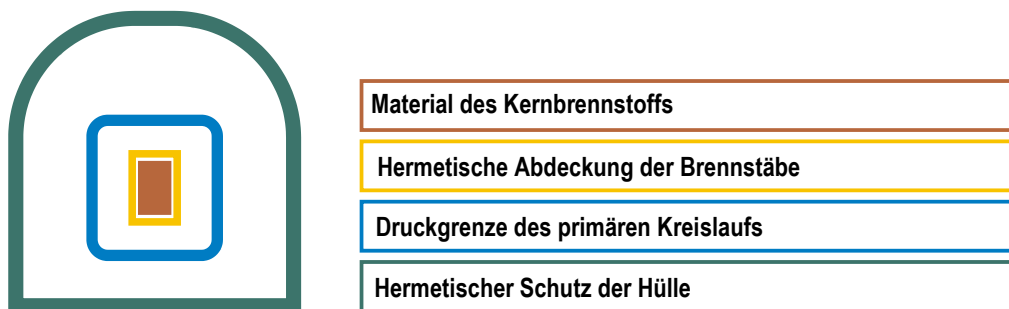 Material des Kernbrennstoffs
Hermetische Abdeckung der Brennstäbe
Druckgrenze des primären Kreislaufs
Hermetischer Schutz der Hülle